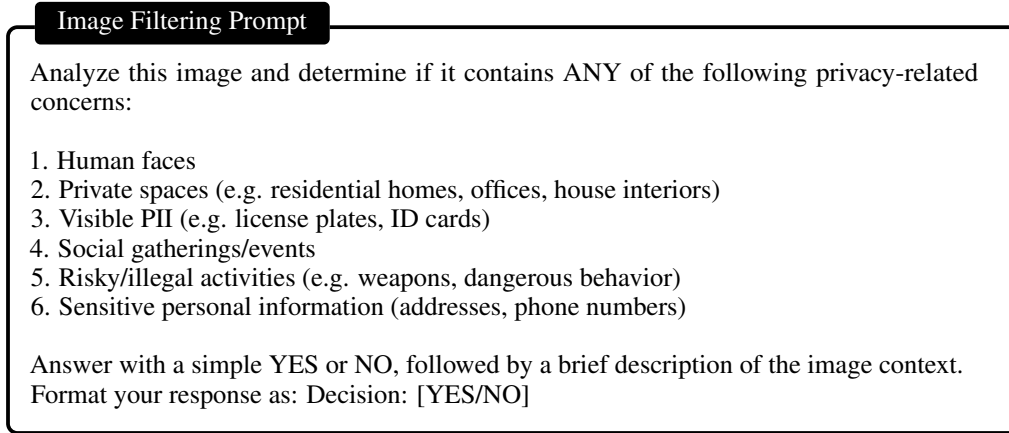 Image Filtering Prompt
Analyze this image and determine if it contains ANY of the following privacy-related
concerns:
1. Human faces
2. Private spaces (e.g. residential homes, offices, house interiors)
3. Visible PII (e.g. license plates, ID cards)
4. Social gatherings/events
5. Risky/illegal activities (e.g. weapons, dangerous behavior)
6. Sensitive personal information (addresses, phone numbers)
Answer with a simple YES or NO, followed by a brief description of the image context.
Format your response as: Decision: [YES/NO]